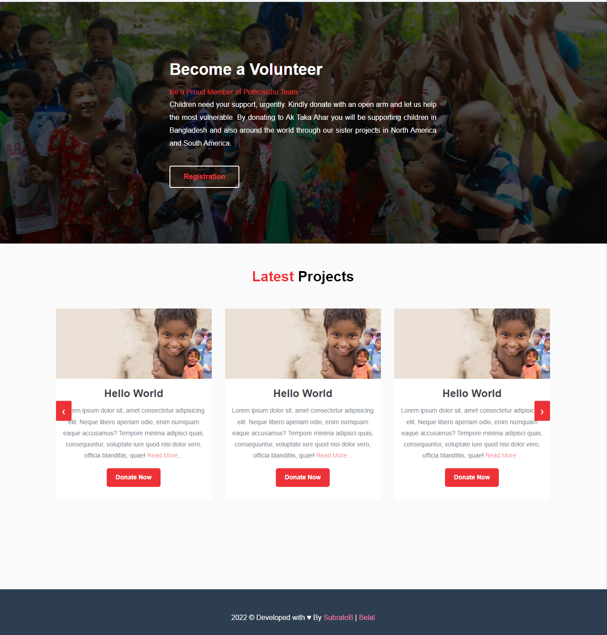 Become a Volunteer
Be a Proud Member of Pothosishu Team
Children need your support, urgently. Kindly donate with an open arm and let us help
the most vulnerable. By donating to Ak Taka Ahar you will be supporting children in
Bangladesh and also around the world through our sister projects in North America
and South America.
Registration
Latest Projects
Hello World
Lorem ipsum dolor sit, amet consectetur adipisicing
elit. Neque libero aperiam odio, enim numquam
eaque accusamus? Tempore minima adipisci quas,
consequuntur, voluptate iure quod nisi dolor vero,
officia blanditiis, quae! Read More...
Donate Now
Hello World
Lorem ipsum dolor sit, amet consectetur adipisicing
elit. Neque libero aperiam odio, enim numquam
eaque accusamus? Tempore minima adipisci quas,
consequuntur, voluptate iure quod nisi dolor vero,
officia blanditiis, quae! Read More...
Donate Now
Hello World
Lorem ipsum dolor sit, amet consectetur adipisicing
elit. Neque libero aperiam odio, enim numquam
eaque accusamus? Tempore minima adipisci quas,
consequuntur, voluptate iure quod nisi dolor vero,
officia blanditiis, quae! Read More...
Donate Now
2022 © Developed with ♥ By SubratoB | Belal